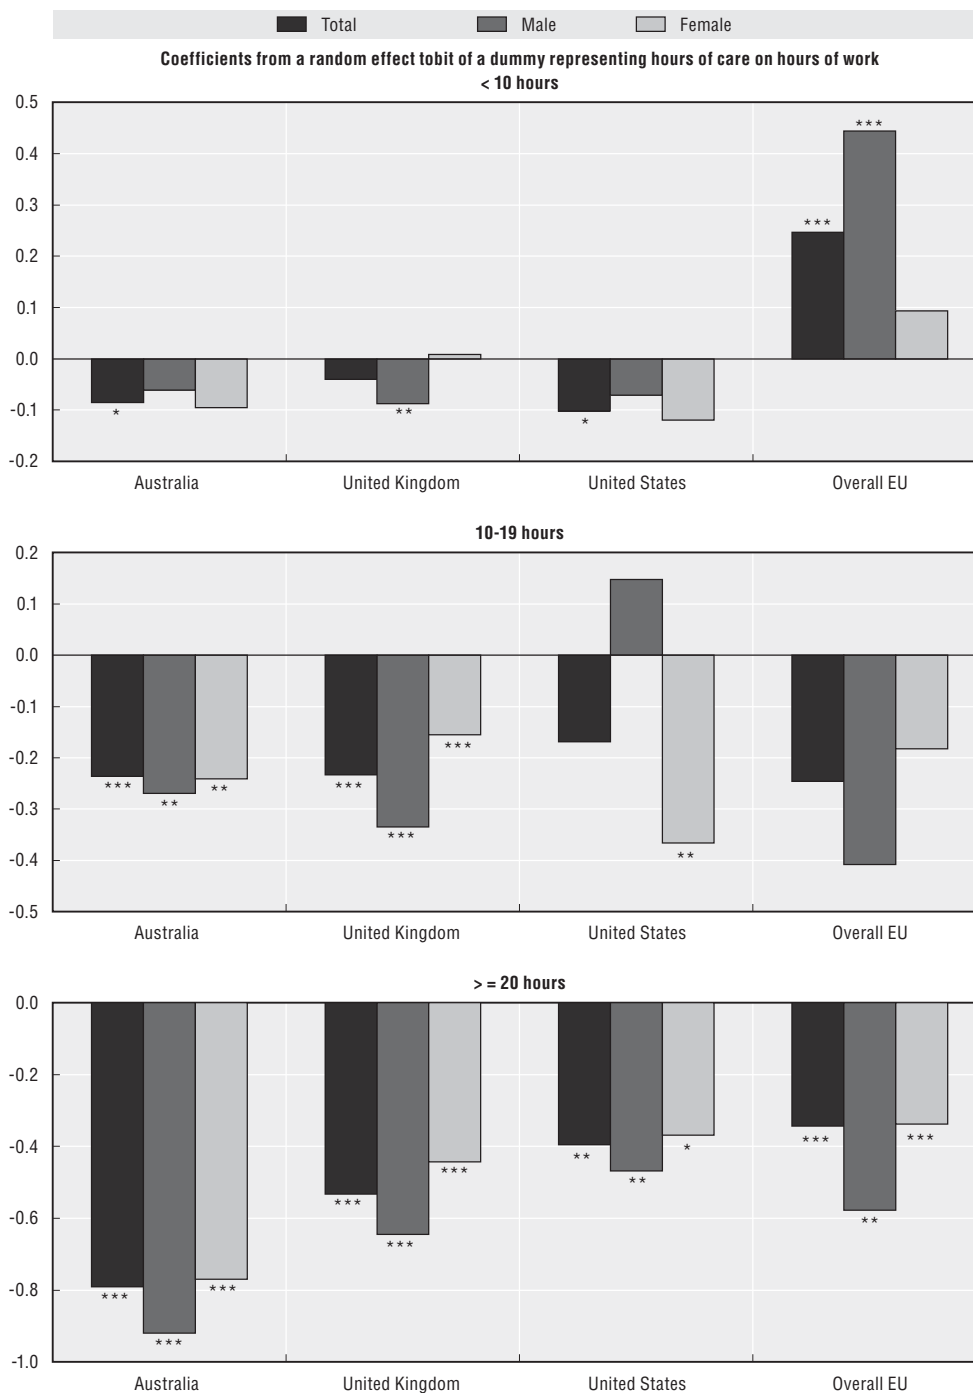 Total Male Female
Coefficients from a random effect tobit of a dummy representing hours of care on hours of work
< 10 hours
0.5
0.4
***
0.3
***
0.2
0.1
0.0
-0.1
* ** *
-0.2
Australia United Kingdom United States Overall EU
10-19 hours
0.2
0.1
0.0
-0.1
***
-0.2
*** ** ** ***
-0.3
***
-0.4
**
-0.5
Australia United Kingdom United States Overall EU
> = 20 hours
0.0
-0.2
-0.4
*** ** ** * *** ***
-0.6
*** *** **
-0.8
*** *** ***
-1.0
Australia United Kingdom United States Overall EU